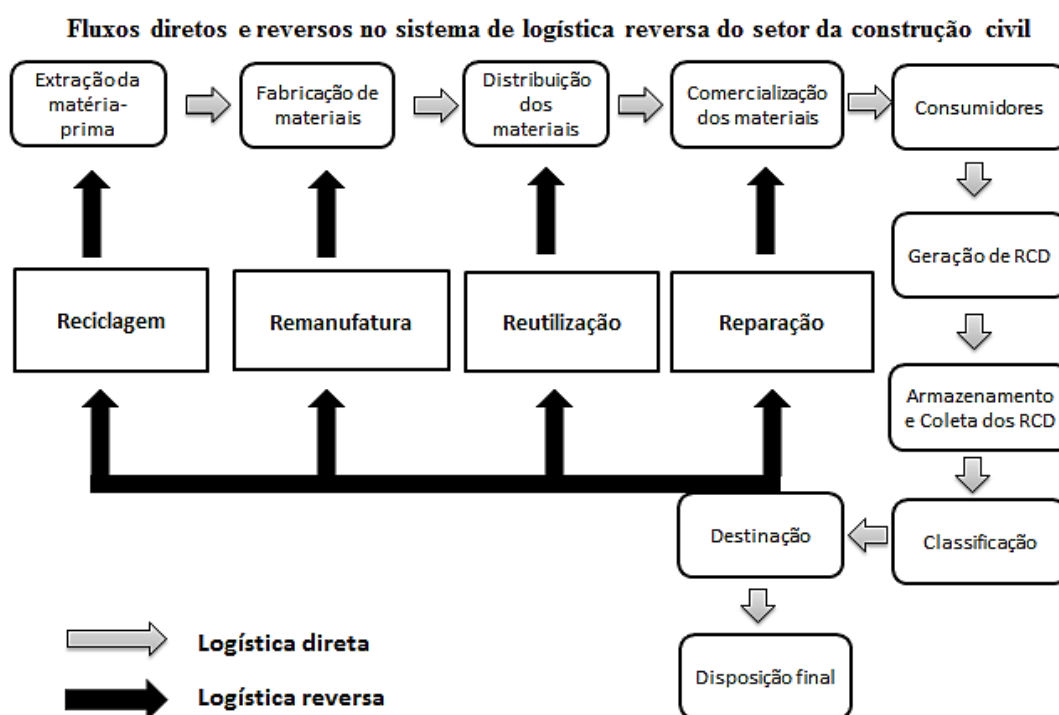 Fluxos diretos e reversos no sistema de logística reversa do setor da construção civil
Extração da
matéria-
prima
Fabricação de
materiais
Distribuição
dos
materiais
Comercialização
dos materiais
Consumidores
Geração de RCD
Reciclagem
Remanufatura
Reutilização
Reparação
Armazenamento
e Coleta dos RCD
Destinação
Classificação
Logística direta
Disposição final
Logística reversa